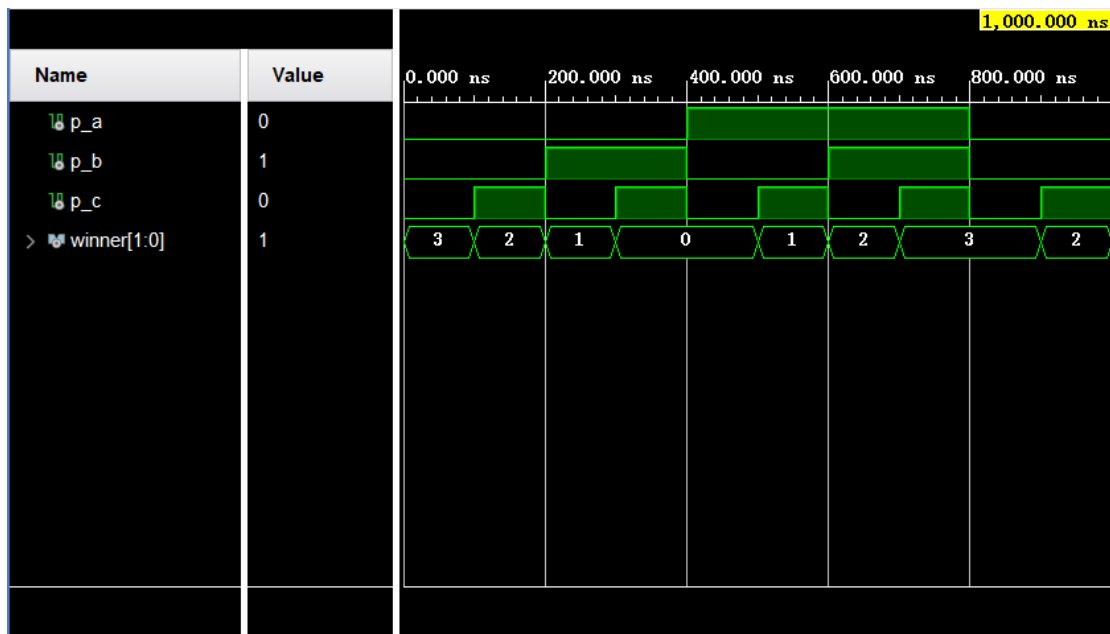 1,000.000 ns
Name Value 0.000 ns 200.000 ns 400.000 ns 600.000 ns 800.000 ns
p_a 0
p_b 1
p_c 0
winner[1:0] 1 3 2 1 0 1 2 3 2